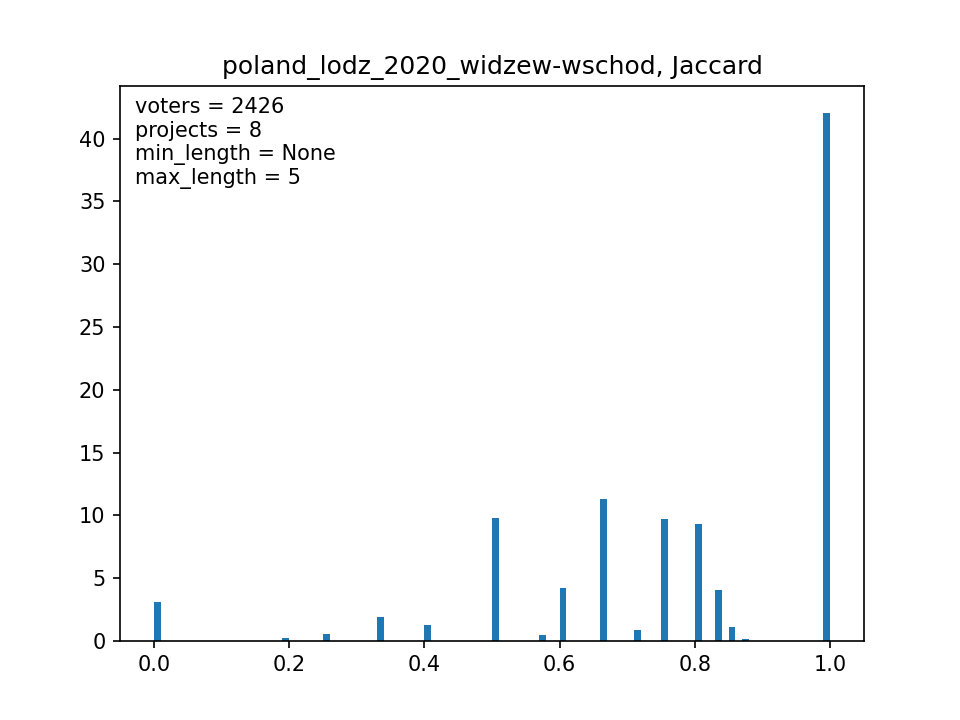 poland_lodz_2020_widzew-wschod, Jaccard
voters = 2426
projects = 8
min_length = None
max_length = 5
40
35
30
25
20
15
10
5
0
0.0 0.2 0.4 0.6 0.8 1.0